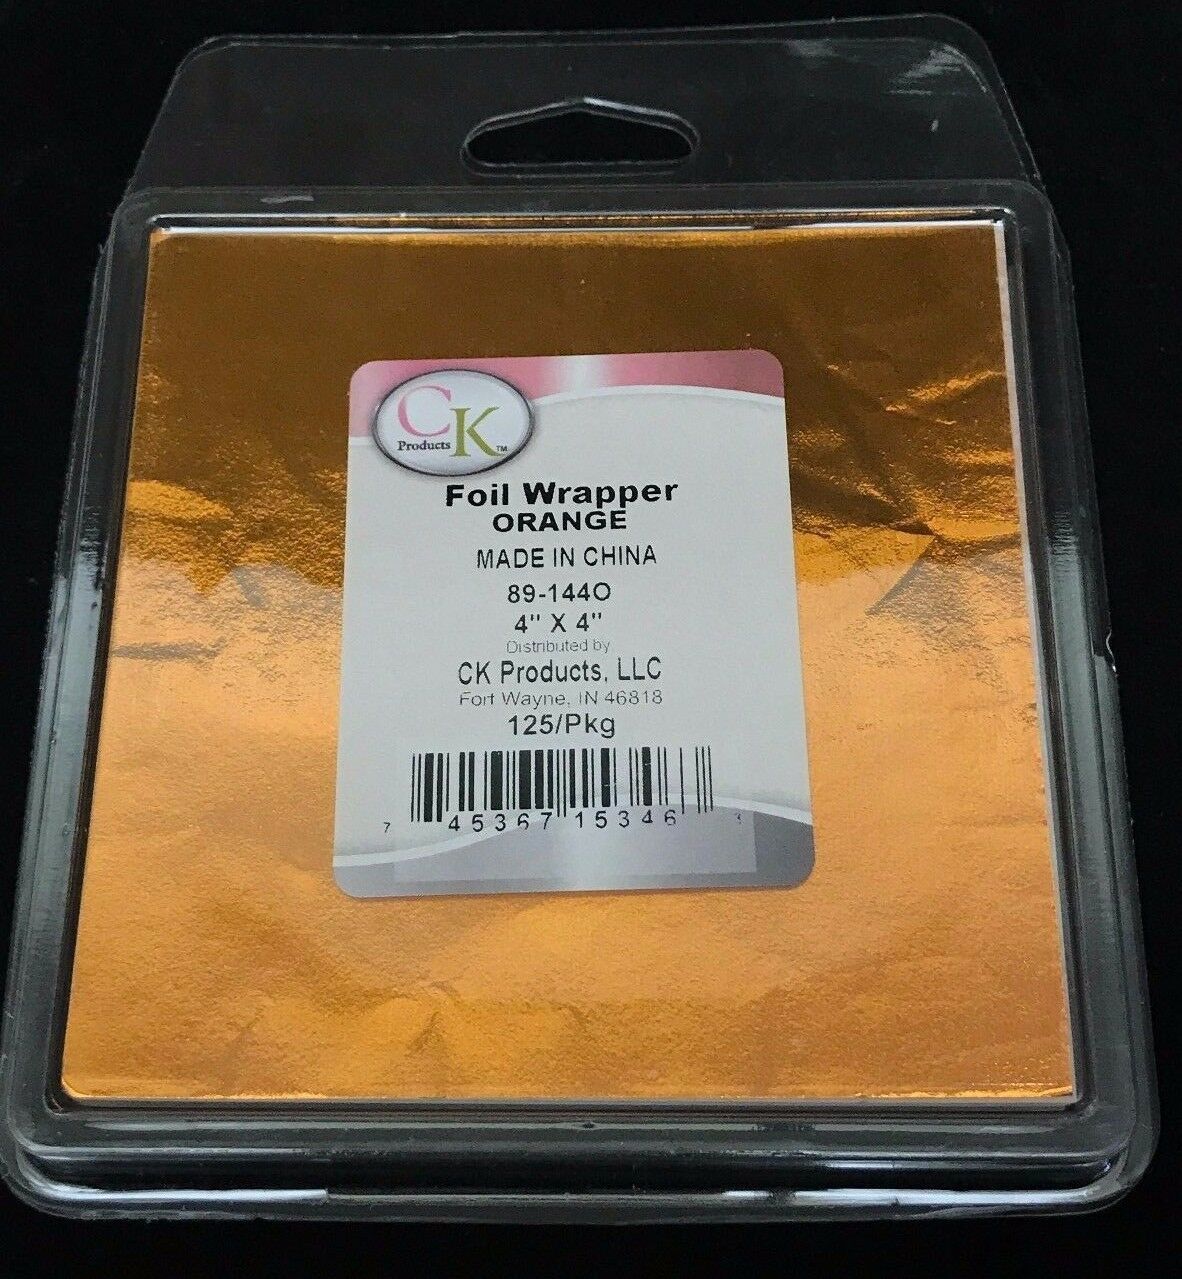 CK
Products TM
Foil Wrapper
ORANGE
MADE IN CHINA
89-144O
4" X 4"
Distributed by
CK Products, LLC
Fort Wayne, IN 46818
125/Pkg
7 45367 15346 3